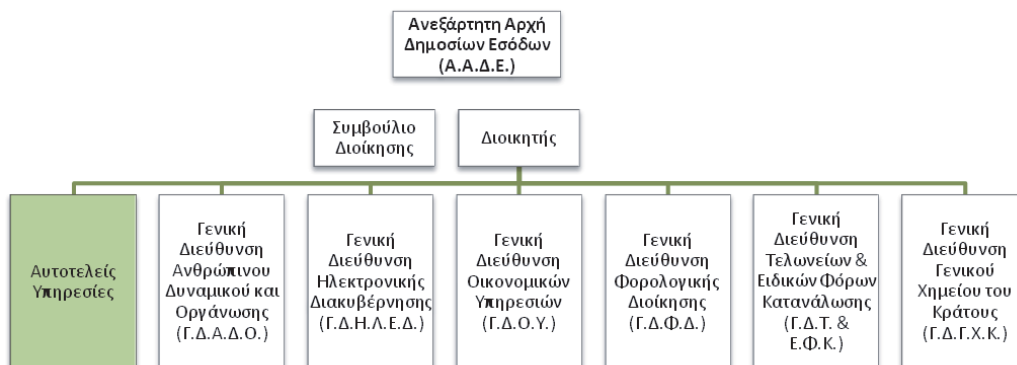 Ανεξάρτητη Αρχή
Δημοσίων Εσόδων
(Α.Α.Δ.Ε.)
Συμβούλιο
Διοίκησης
Διοικητής
Αυτοτελείς
Υπηρεσίες
Γενική
Διεύθυνση
Ανθρώπινου
Δυναμικού και
Οργάνωσης
(Γ.Δ.Α.Δ.Ο.)
Γενική
Διεύθυνση
Ηλεκτρονικής
Διακυβέρνησης
(Γ.Δ.Η.Λ.Ε.Δ.)
Γενική
Διεύθυνση
Οικονομικών
Υπηρεσιών
(Γ.Δ.Ο.Υ.)
Γενική
Διεύθυνση
Φορολογικής
Διοίκησης
(Γ.Δ.Φ.Δ.)
Γενική
Διεύθυνση
Τελωνείων &
Ειδικών Φόρων
Κατανάλωσης
(Γ.Δ.Τ. &
Ε.Φ.Κ.)
Γενική
Διεύθυνση
Γενικού
Χημείου του
Κράτους
(Γ.Δ.Γ.Χ.Κ.)